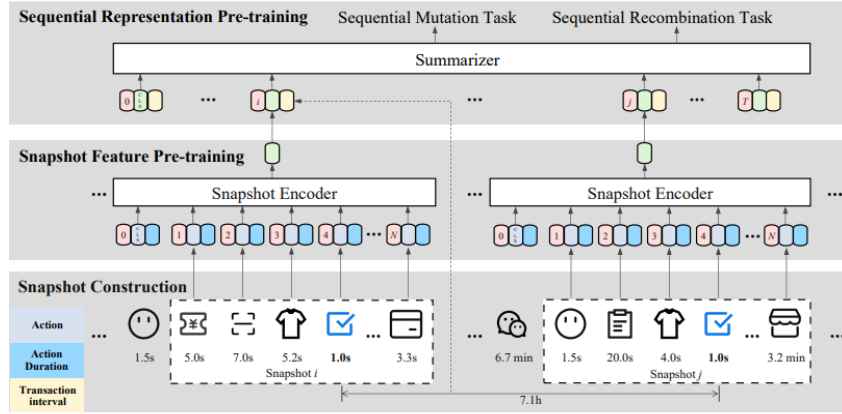 Sequential Representation Pre-training
Sequential Mutation Task
Sequential Recombination Task
Summarizer
0 CLS ... i ... j ... T
Snapshot Feature Pre-training
... Snapshot Encoder ... Snapshot Encoder ...
0 CLS 1 2 3 4 ... N 0 CLS 1 2 3 4 ... N
Snapshot Construction
Action
Action
Duration
Transaction
interval
... ¥ ... ... ... ...
1.5s 5.0s 7.0s 5.2s 1.0s 3.3s 6.7 min 1.5s 20.0s 4.0s 1.0s 3.2 min
Snapshot i
Snapshot j
7.1h